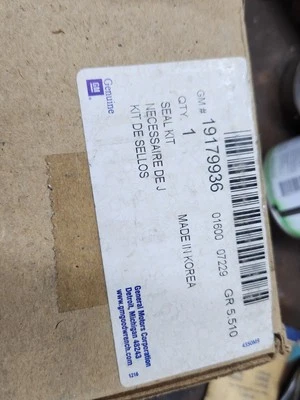 GM
Genuine
GM # 19179936
QTY. 1
SEAL KIT
NECESSAIRE DE J
KIT DE SELLOS
MADE IN KOREA
01600 07229 GR 5.510
General Motors Corporation
Detroit, Michigan 48243
www.gmgoodwrench.com